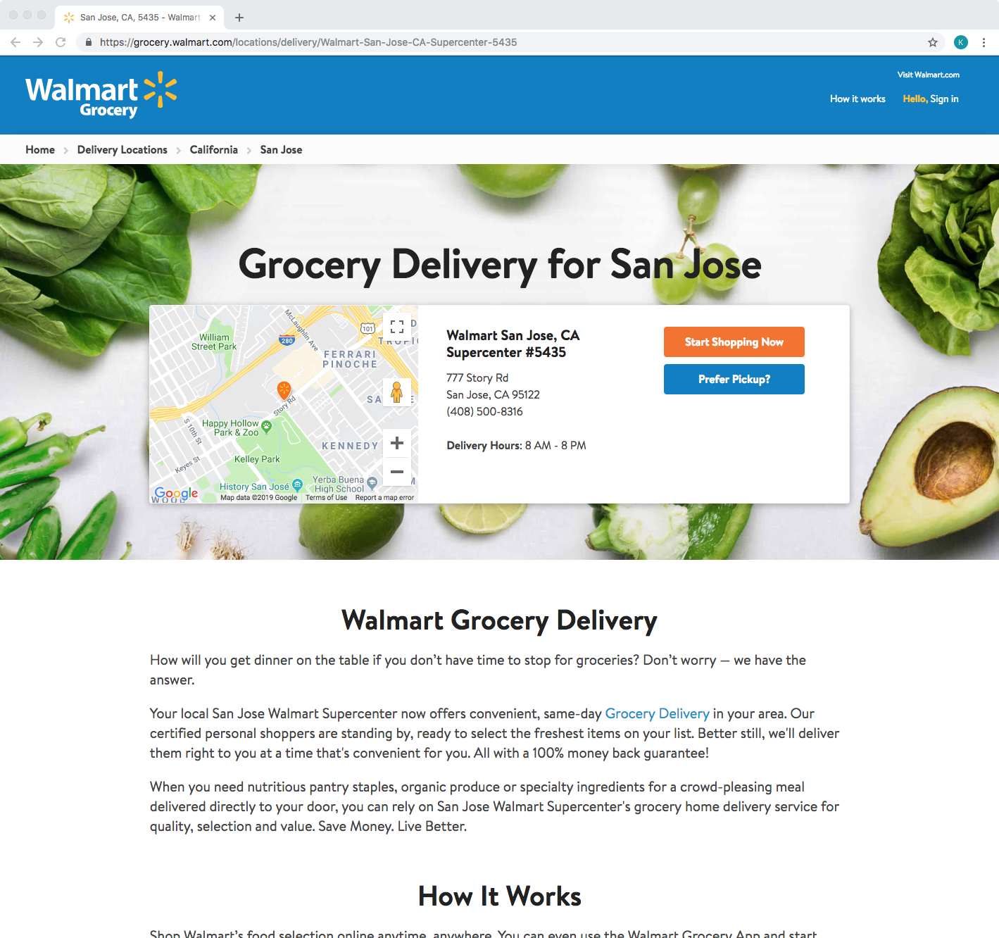 San Jose, CA, 5435 - Walmart
https://grocery.walmart.com/locations/delivery/Walmart-San-Jose-CA-Supercenter-5435
K
Visit Walmart.com
Walmart
Grocery
How it works
Hello, Sign in
Home
Delivery Locations
California
San Jose
Grocery Delivery for San Jose
William
Street Park
280
McLaughlin Ave
101
FERRARI
PINOCHE
Story Rd
S 10th St
Happy Hollow
Park & Zoo
KENNEDY
Kelley Park
Keyes St
Yerba Buena
High School
History San José
Google
Map data ©2019 Google
Terms of Use
Report a map error
Walmart San Jose, CA
Supercenter #5435
777 Story Rd
San Jose, CA 95122
(408) 500-8316
Delivery Hours: 8 AM - 8 PM
Start Shopping Now
Prefer Pickup?
Walmart Grocery Delivery
How will you get dinner on the table if you don’t have time to stop for groceries? Don’t worry — we have the
answer.
Your local San Jose Walmart Supercenter now offers convenient, same-day Grocery Delivery in your area. Our
certified personal shoppers are standing by, ready to select the freshest items on your list. Better still, we'll deliver
them right to you at a time that's convenient for you. All with a 100% money back guarantee!
When you need nutritious pantry staples, organic produce or specialty ingredients for a crowd-pleasing meal
delivered directly to your door, you can rely on San Jose Walmart Supercenter's grocery home delivery service for
quality, selection and value. Save Money. Live Better.
How It Works
Shop Walmart’s food selection online anytime, anywhere. You can even use the Walmart Grocery App and start